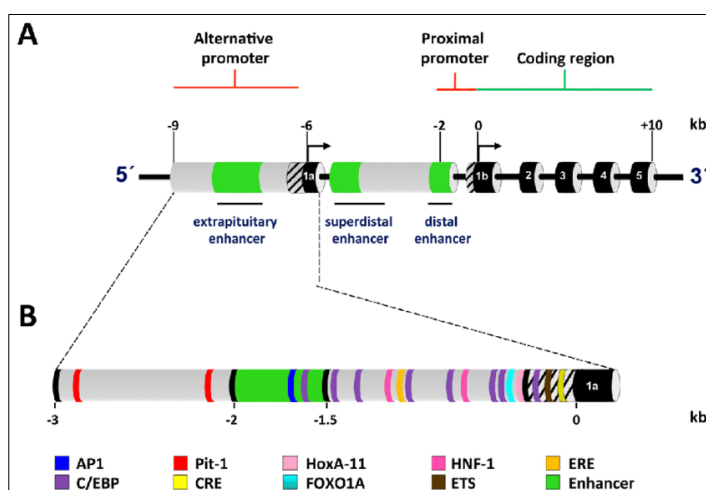 A
Alternative promoter
Proximal promoter
Coding region
-9
-6
-2
0
+10
kb
5´
1a
1b
2
3
4
5
3´
extrapituitary enhancer
superdistal enhancer
distal enhancer
B
1a
-3
-2
-1.5
0
kb
AP1
Pit-1
HoxA-11
HNF-1
ERE
C/EBP
CRE
FOXO1A
ETS
Enhancer